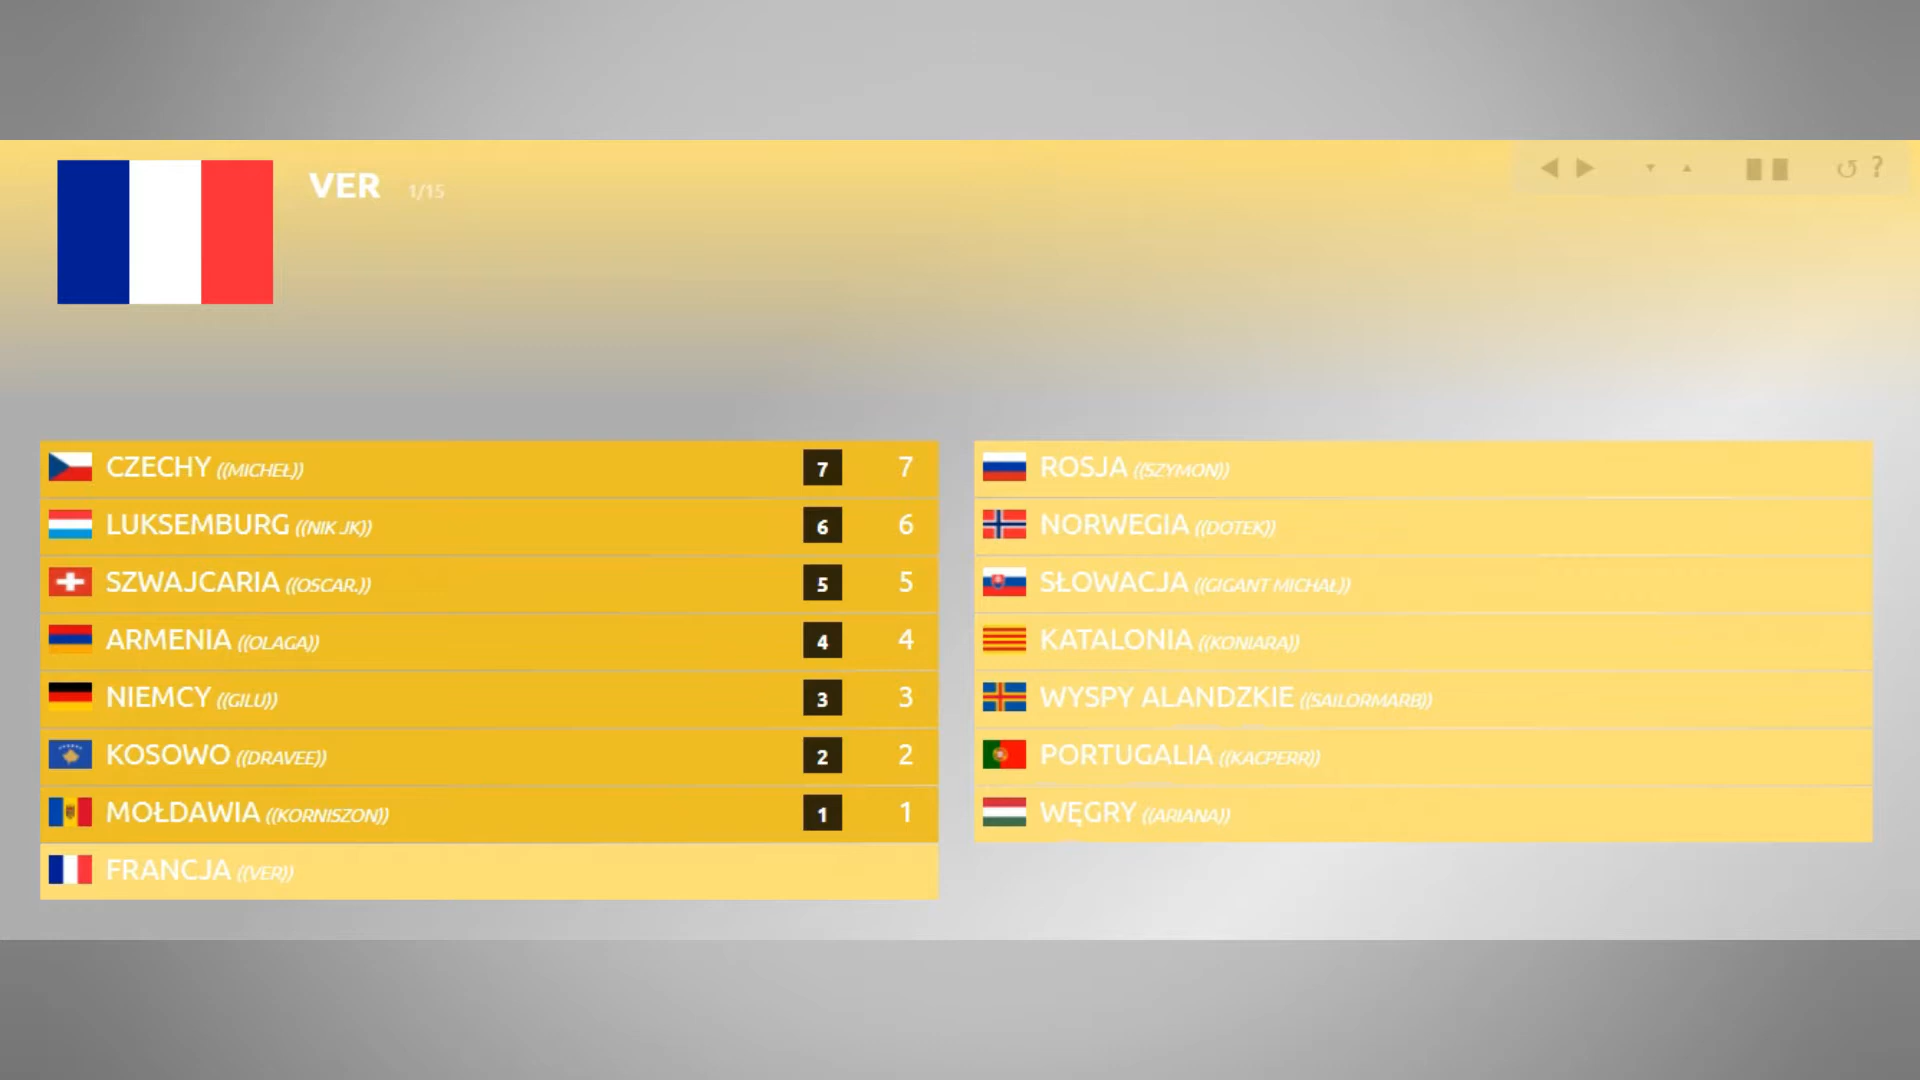 VER 1/15
?
CZECHY ((MICHEŁ)) 7 7
LUKSEMBURG ((NIK JK)) 6 6
SZWAJCARIA ((OSCAR.)) 5 5
ARMENIA ((OLAGA)) 4 4
NIEMCY ((GILU)) 3 3
KOSOWO ((DRAVEE)) 2 2
MOŁDAWIA ((KORNISZON)) 1 1
FRANCJA ((VER))
ROSJA ((SZYMON))
NORWEGIA ((DOTEK))
SŁOWACJA ((GIGANT MICHAŁ))
KATALONIA ((KONIARA))
WYSPY ALANDZKIE ((SAILORMARB))
PORTUGALIA ((KACPERR))
WĘGRY ((ARIANA))